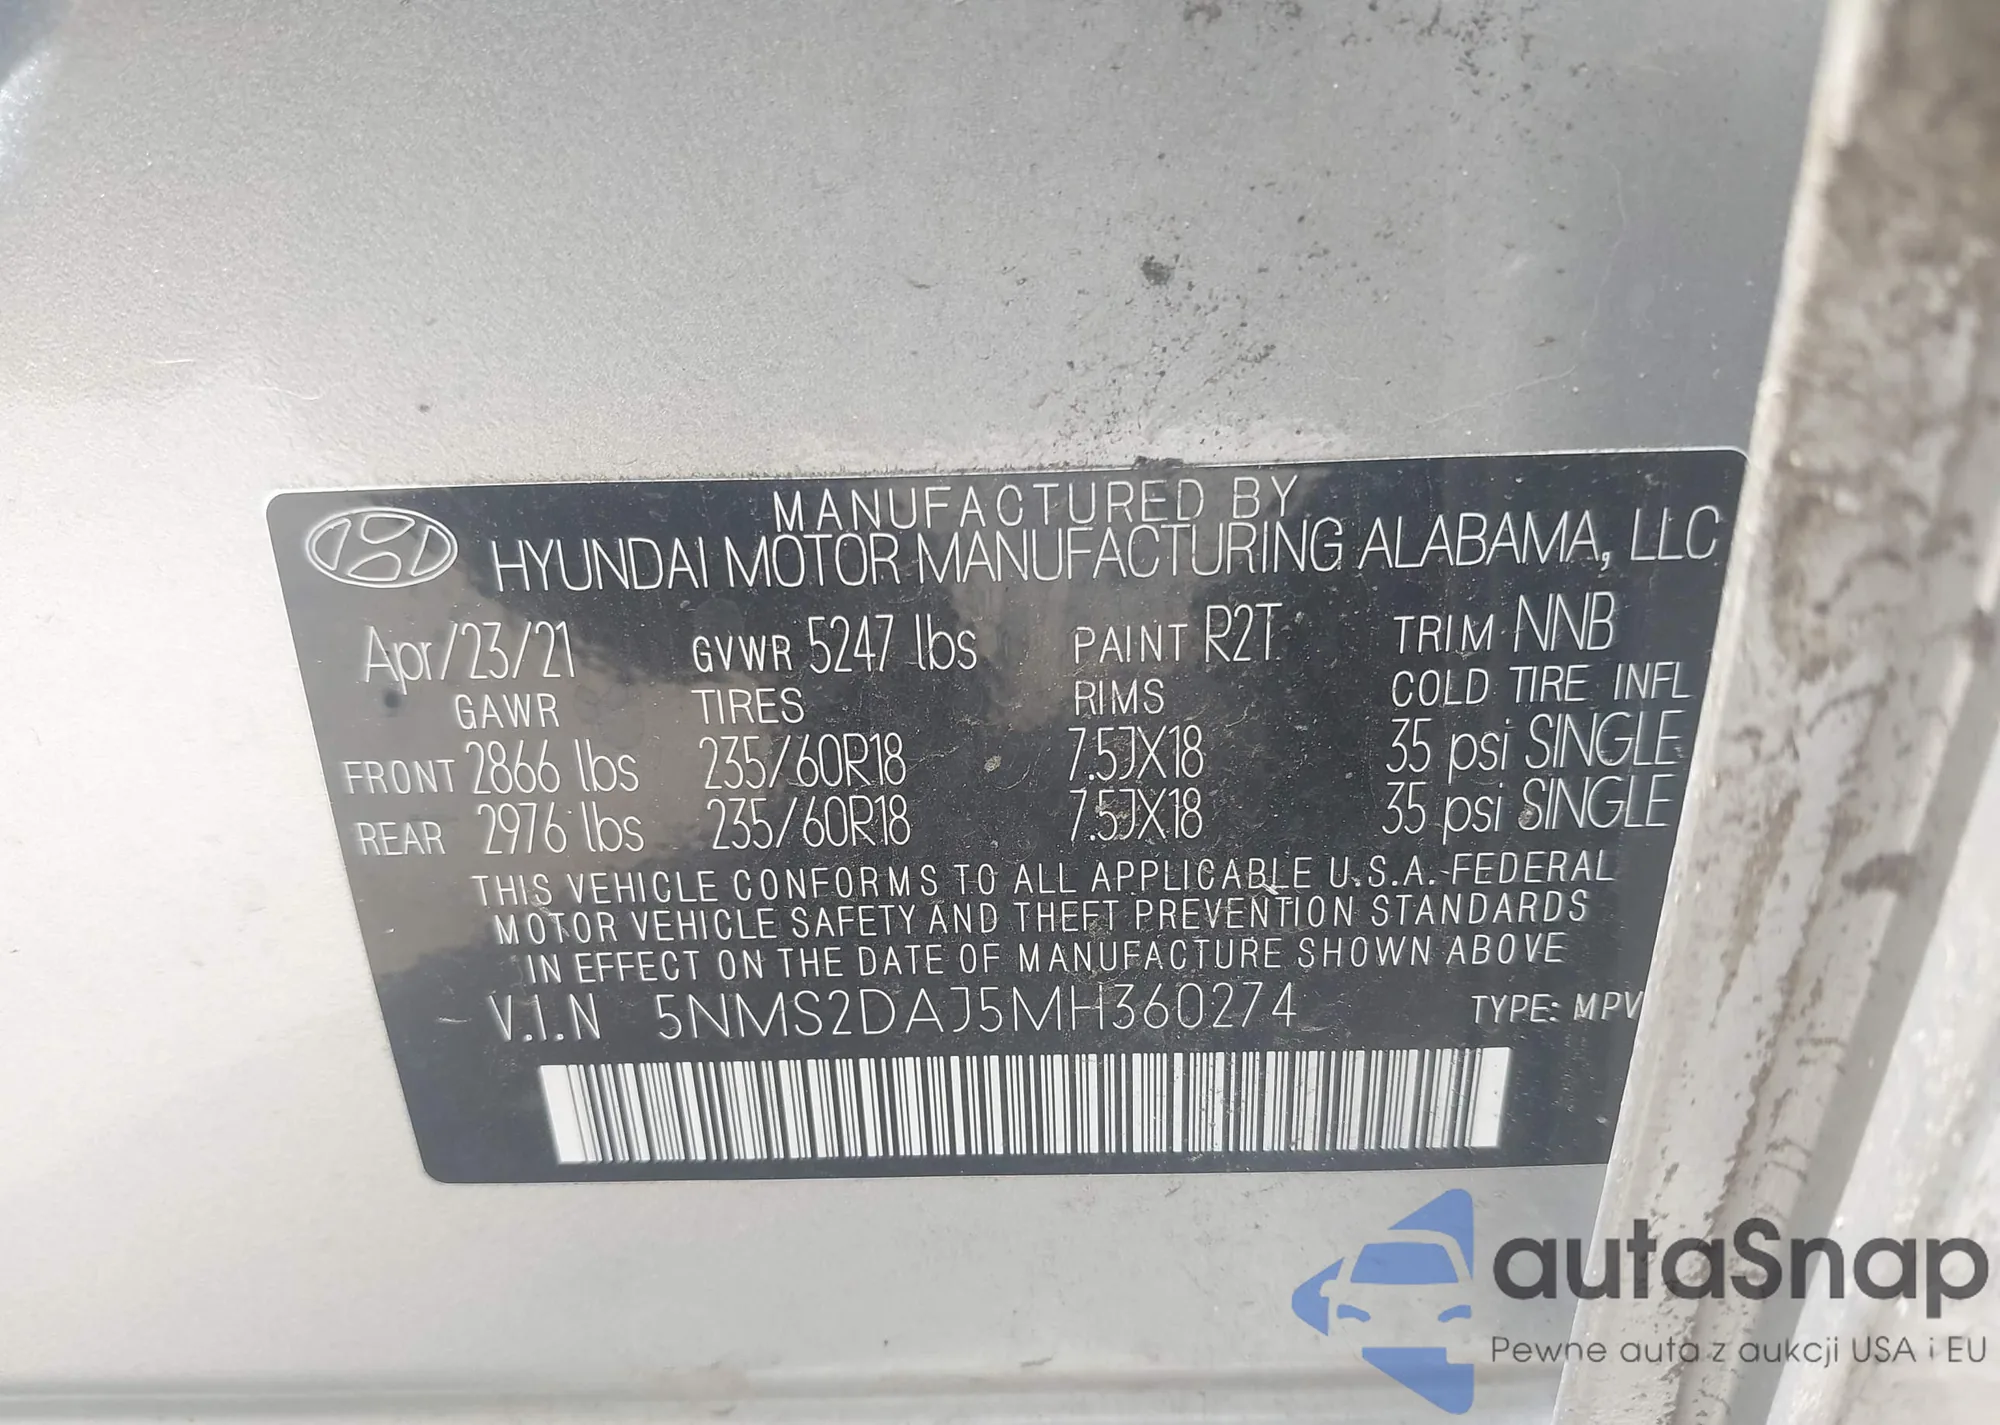 MANUFACTURED BY
HYUNDAI MOTOR MANUFACTURING ALABAMA, LLC
Apr/23/21 GVWR 5247 lbs PAINT R2T TRIM NNB
GAWR TIRES RIMS COLD TIRE INFL
FRONT 2866 lbs 235/60R18 7.5JX18 35 psi SINGLE
REAR 2976 lbs 235/60R18 7.5JX18 35 psi SINGLE
THIS VEHICLE CONFORMS TO ALL APPLICABLE U.S.A. FEDERAL
MOTOR VEHICLE SAFETY AND THEFT PREVENTION STANDARDS
IN EFFECT ON THE DATE OF MANUFACTURE SHOWN ABOVE
V.I.N 5NMS2DAJ5MH360274 TYPE: MPV
autaSnap
Pewne auta z aukcji USA i EU